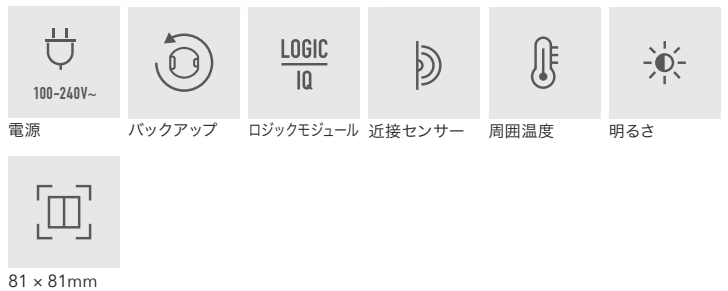 100-240V~
LOGIC
IQ
電源
バックアップ
ロジックモジュール
近接センサー
周囲温度
明るさ
81 × 81mm